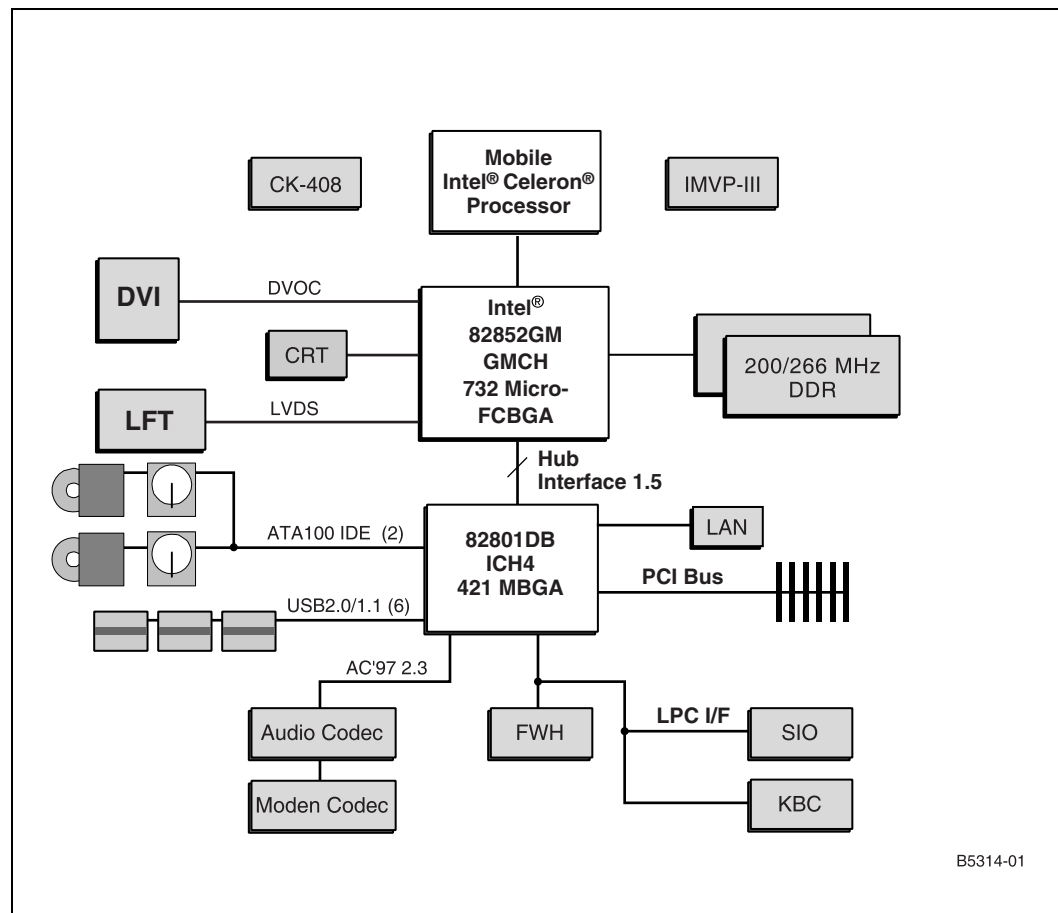 CK-408
Mobile
Intel® Celeron®
Processor
IMVP-III
DVI
DVOC
Intel®
82852GM
GMCH
732 Micro-
FCBGA
CRT
200/266 MHz
DDR
LFT
LVDS
Hub
Interface 1.5
ATA100 IDE (2)
82801DB
ICH4
421 MBGA
LAN
PCI Bus
USB2.0/1.1 (6)
AC'97 2.3
Audio Codec
FWH
LPC I/F
SIO
Moden Codec
KBC
B5314-01